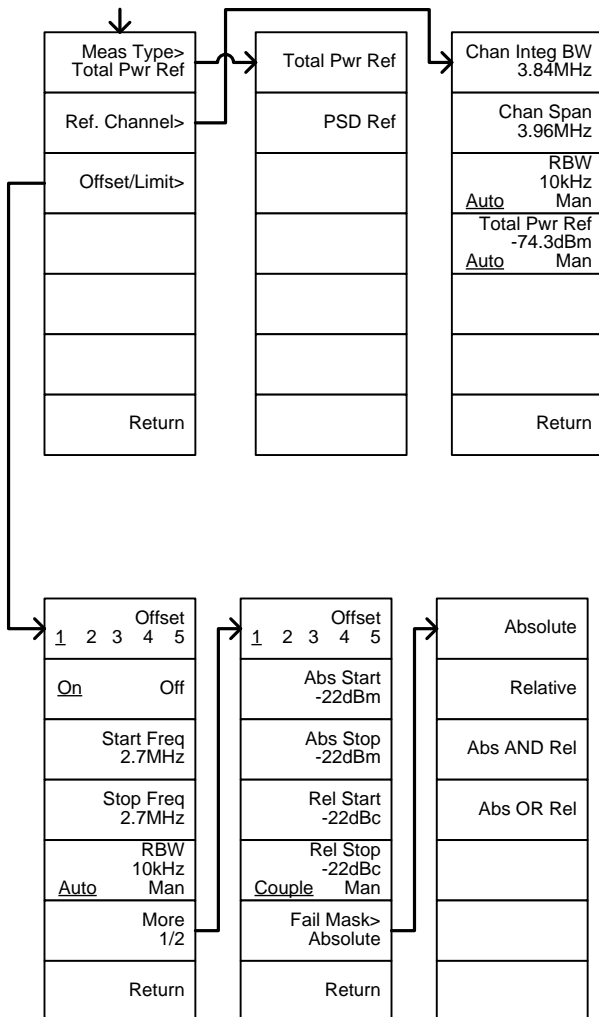 Meas Type>
Total Pwr Ref
Ref. Channel>
Offset/Limit>
Return
Total Pwr Ref
PSD Ref
Chan Integ BW
3.84MHz
Chan Span
3.96MHz
RBW
10kHz
Auto Man
Total Pwr Ref
-74.3dBm
Auto Man
Return
Offset
1 2 3 4 5
On Off
Start Freq
2.7MHz
Stop Freq
2.7MHz
RBW
10kHz
Auto Man
More
1/2
Return
Offset
1 2 3 4 5
Abs Start
-22dBm
Abs Stop
-22dBm
Rel Start
-22dBc
Rel Stop
-22dBc
Couple Man
Fail Mask>
Absolute
Return
Absolute
Relative
Abs AND Rel
Abs OR Rel